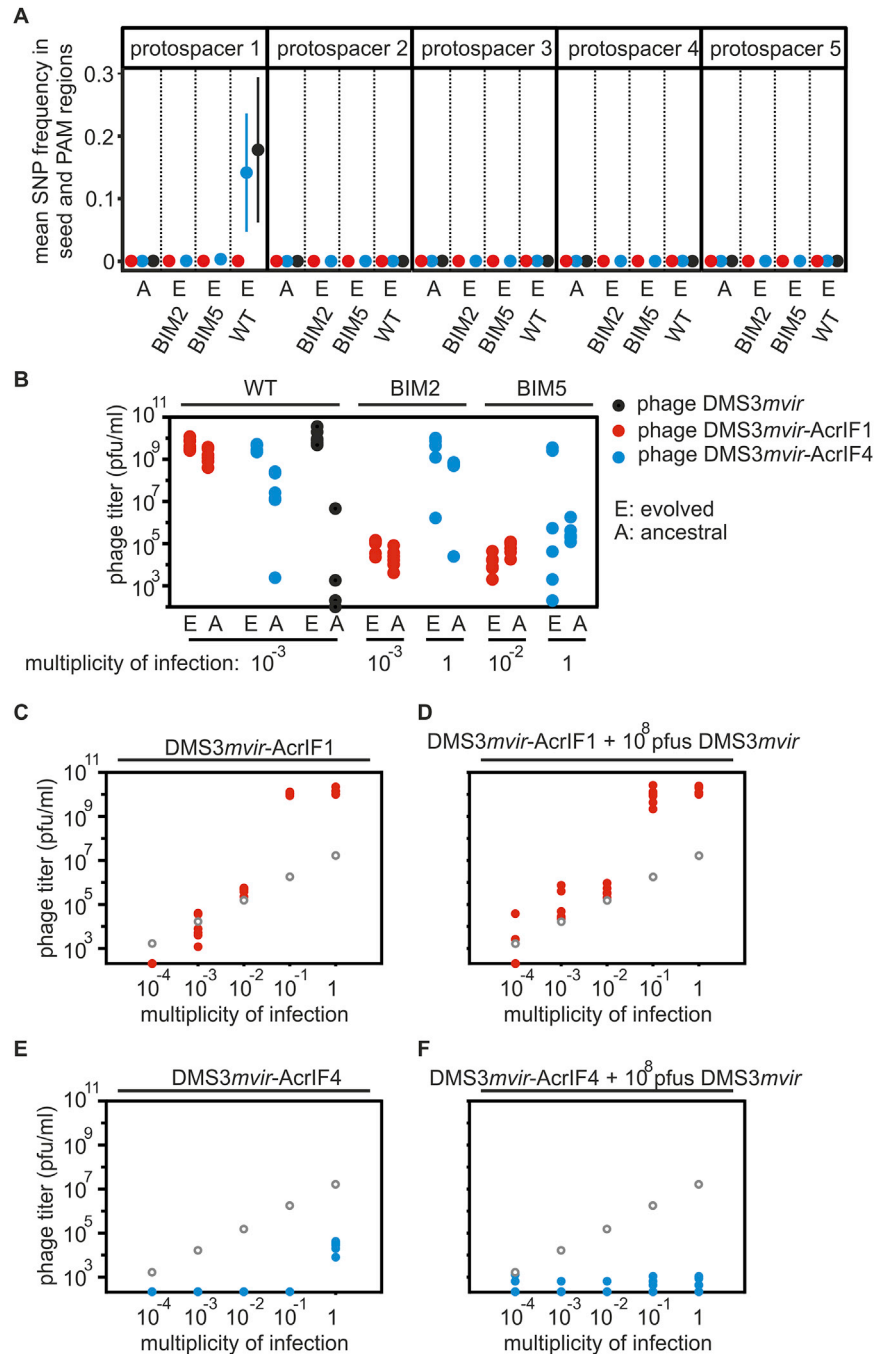 A
protospacer 1 protospacer 2 protospacer 3 protospacer 4 protospacer 5
mean SNP frequency in
seed and PAM regions
0.3
0.2
0.1
0
A E E E A E E E A E E E A E E E A E E E
BIM2 BIM5 WT BIM2 BIM5 WT BIM2 BIM5 WT BIM2 BIM5 WT BIM2 BIM5 WT
B
WT BIM2 BIM5
phage titer (pfu/ml)
10^11
10^9
10^7
10^5
10^3
E A E A E A E A E A E A E A
multiplicity of infection: 10^-3 10^-3 1 10^-2 1
phage DMS3mvir
phage DMS3mvir-AcrIF1
phage DMS3mvir-AcrIF4
E: evolved
A: ancestral
C
DMS3mvir-AcrIF1
phage titer (pfu/ml)
10^11
10^9
10^7
10^5
10^3
10^-4 10^-3 10^-2 10^-1 1
multiplicity of infection
D
DMS3mvir-AcrIF1 + 10^8 pfus DMS3mvir
phage titer (pfu/ml)
10^11
10^9
10^7
10^5
10^3
10^-4 10^-3 10^-2 10^-1 1
multiplicity of infection
E
DMS3mvir-AcrIF4
phage titer (pfu/ml)
10^11
10^9
10^7
10^5
10^3
10^-4 10^-3 10^-2 10^-1 1
multiplicity of infection
F
DMS3mvir-AcrIF4 + 10^8 pfus DMS3mvir
phage titer (pfu/ml)
10^11
10^9
10^7
10^5
10^3
10^-4 10^-3 10^-2 10^-1 1
multiplicity of infection